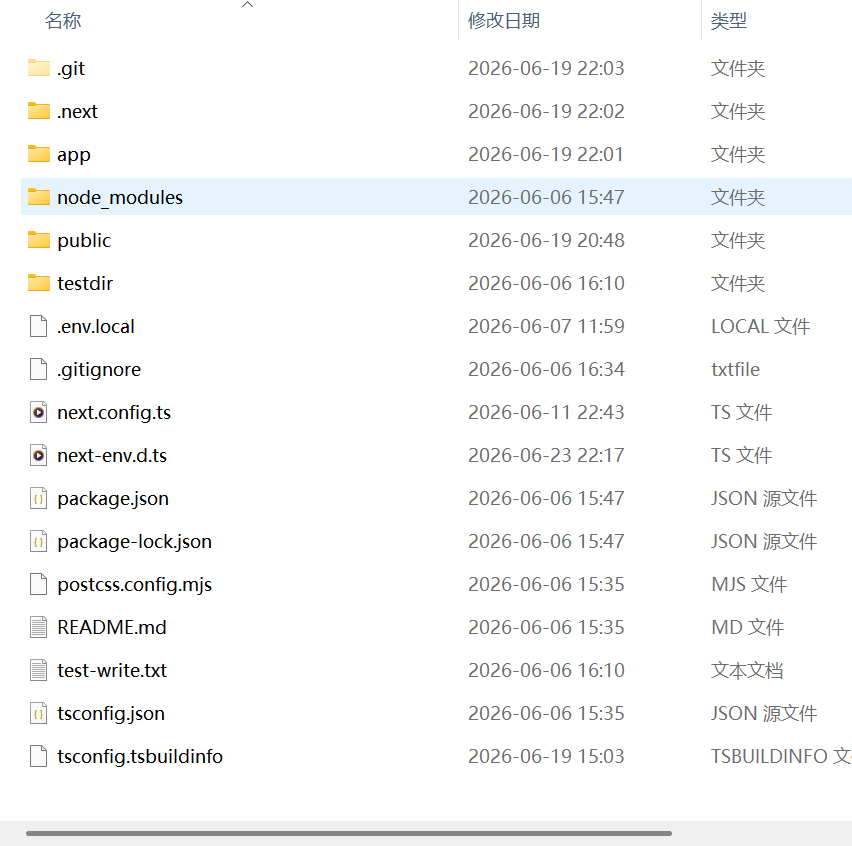 名称 修改日期 类型
.git 2026-06-19 22:03 文件夹
.next 2026-06-19 22:02 文件夹
app 2026-06-19 22:01 文件夹
node_modules 2026-06-06 15:47 文件夹
public 2026-06-19 20:48 文件夹
testdir 2026-06-06 16:10 文件夹
.env.local 2026-06-07 11:59 LOCAL 文件
.gitignore 2026-06-06 16:34 txtfile
next.config.ts 2026-06-11 22:43 TS 文件
next-env.d.ts 2026-06-23 22:17 TS 文件
package.json 2026-06-06 15:47 JSON 源文件
package-lock.json 2026-06-06 15:47 JSON 源文件
postcss.config.mjs 2026-06-06 15:35 MJS 文件
README.md 2026-06-06 15:35 MD 文件
test-write.txt 2026-06-06 16:10 文本文档
tsconfig.json 2026-06-06 15:35 JSON 源文件
tsconfig.tsbuildinfo 2026-06-19 15:03 TSBUILDINFO 文